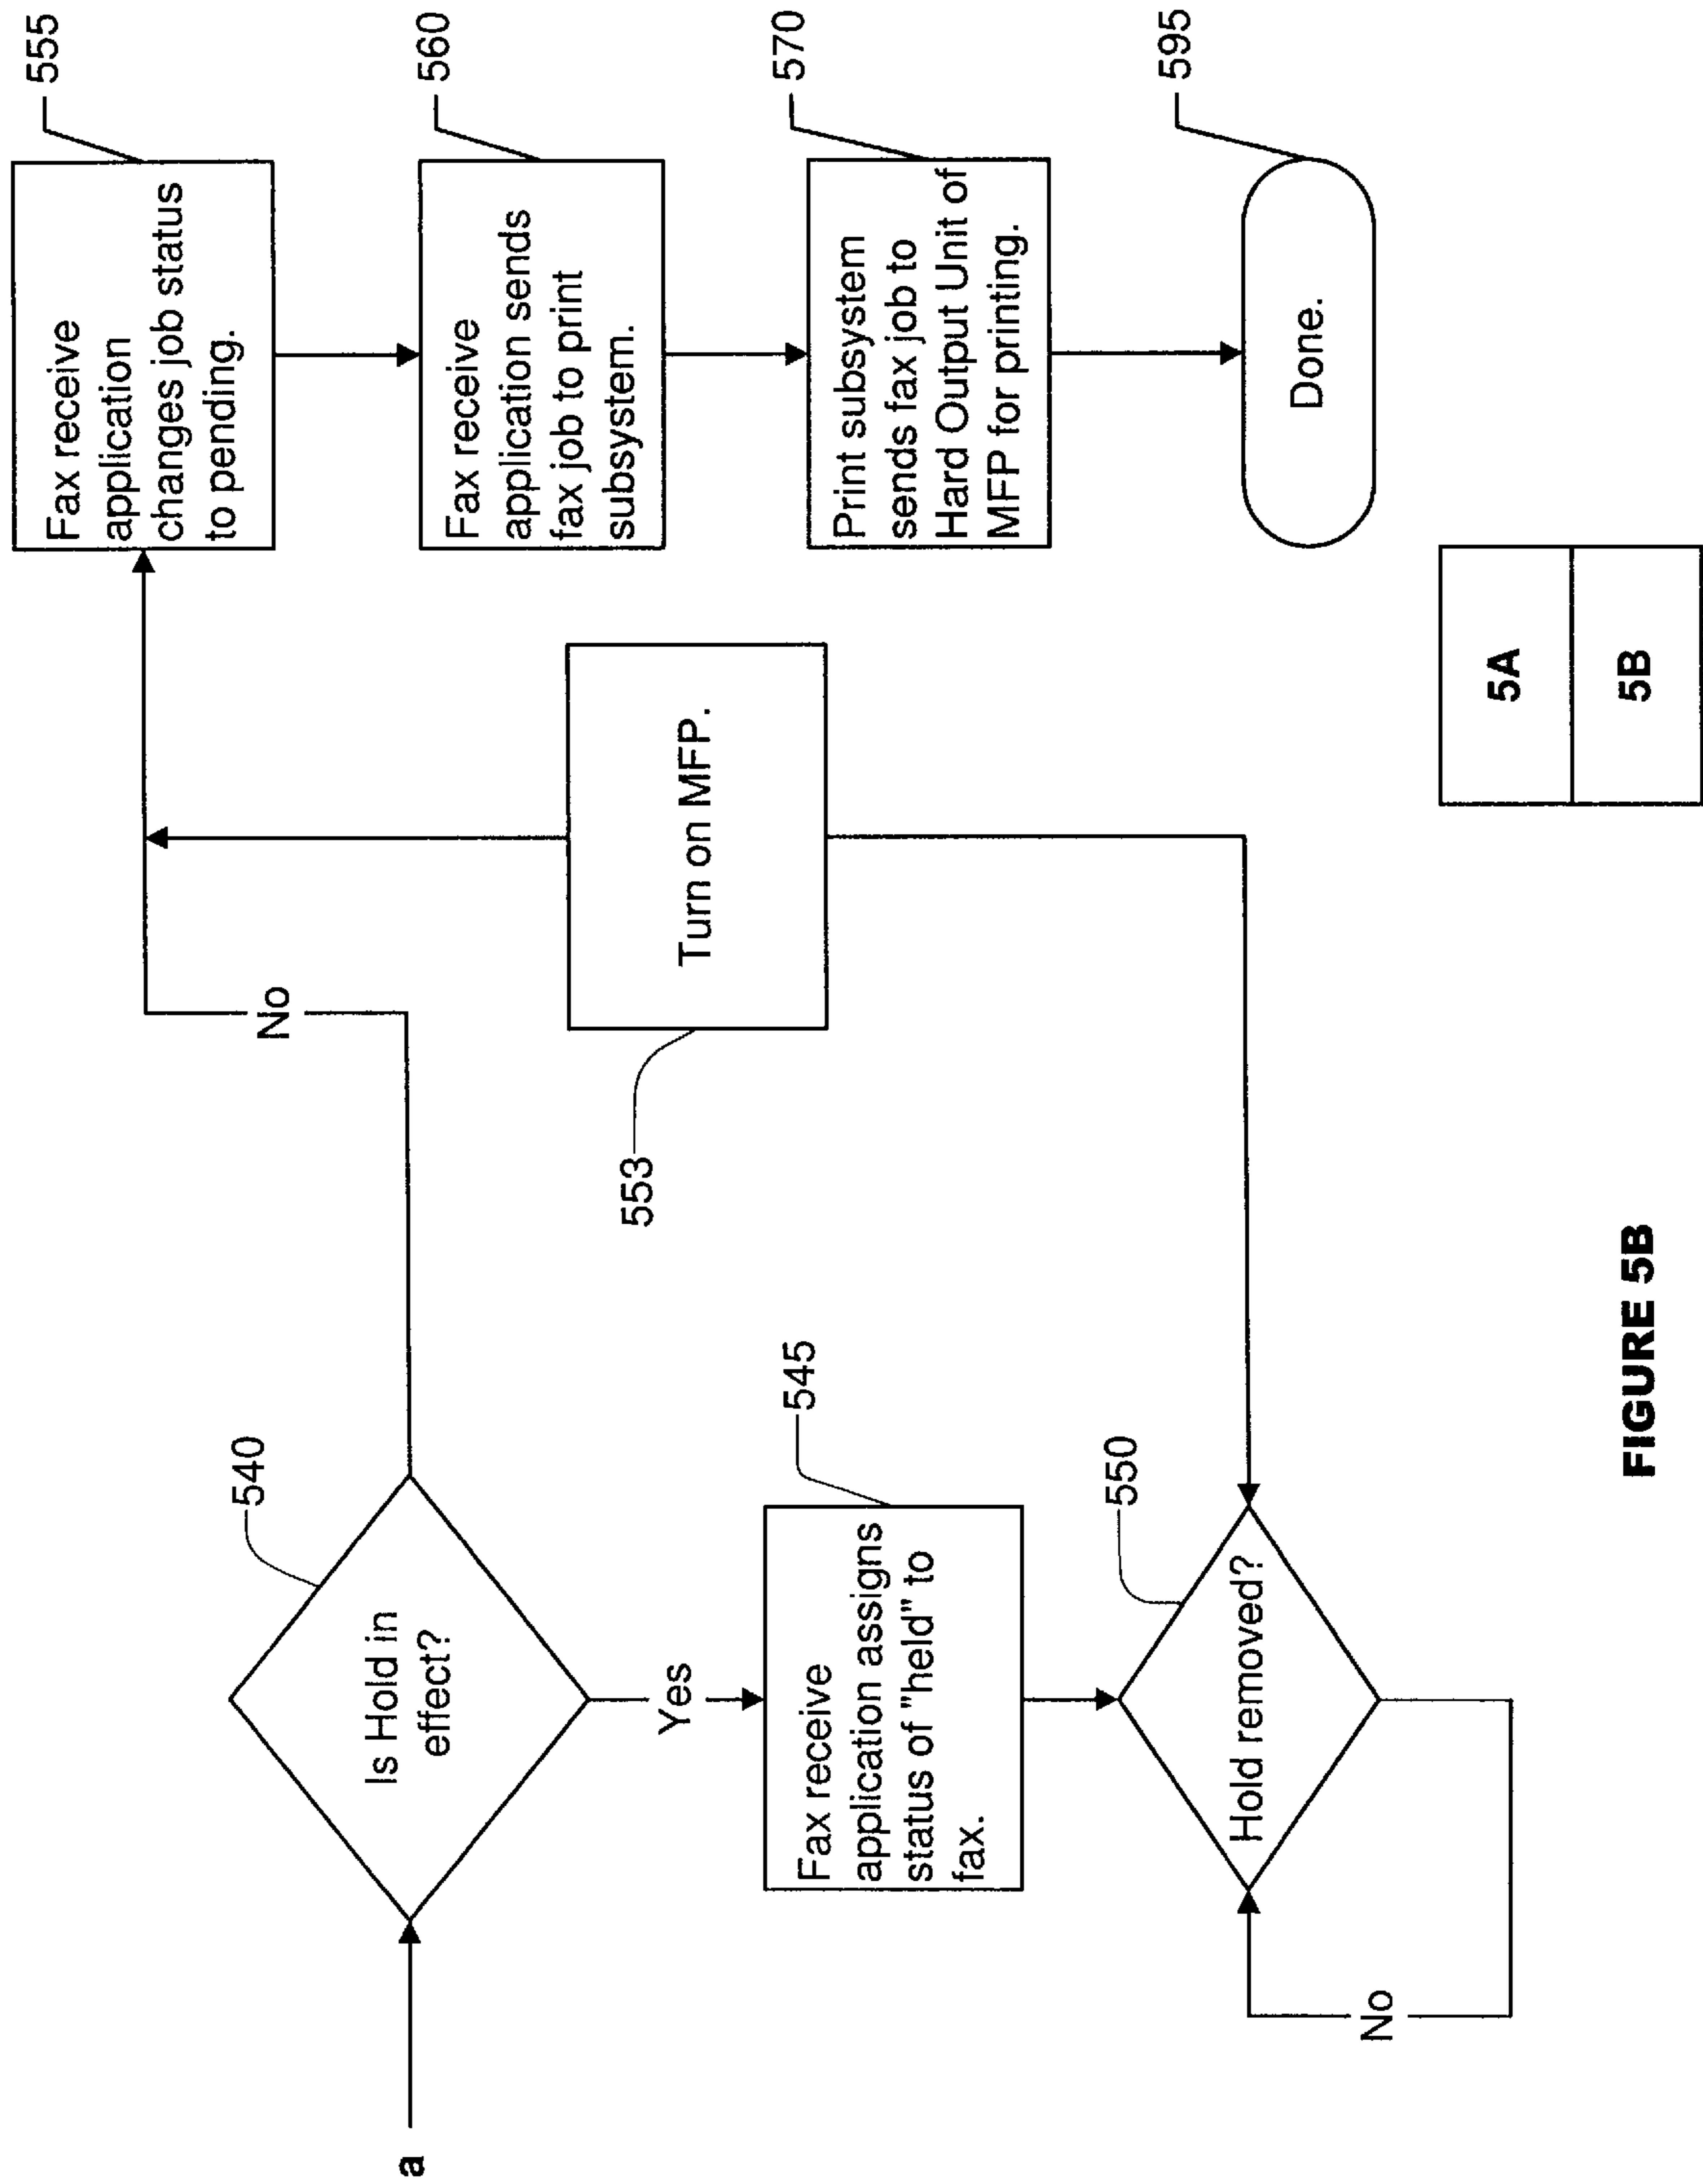 a
Is Hold in
effect?
540
No
Yes
Fax receive
application assigns
status of "held" to
fax.
545
Hold removed?
550
No
Turn on MFP.
553
Fax receive
application
changes job status
to pending.
555
Fax receive
application sends
fax job to print
subsystem.
560
Print subsystem
sends fax job to
Hard Output Unit of
MFP for printing.
570
Done.
595
5A
5B
FIGURE 5B